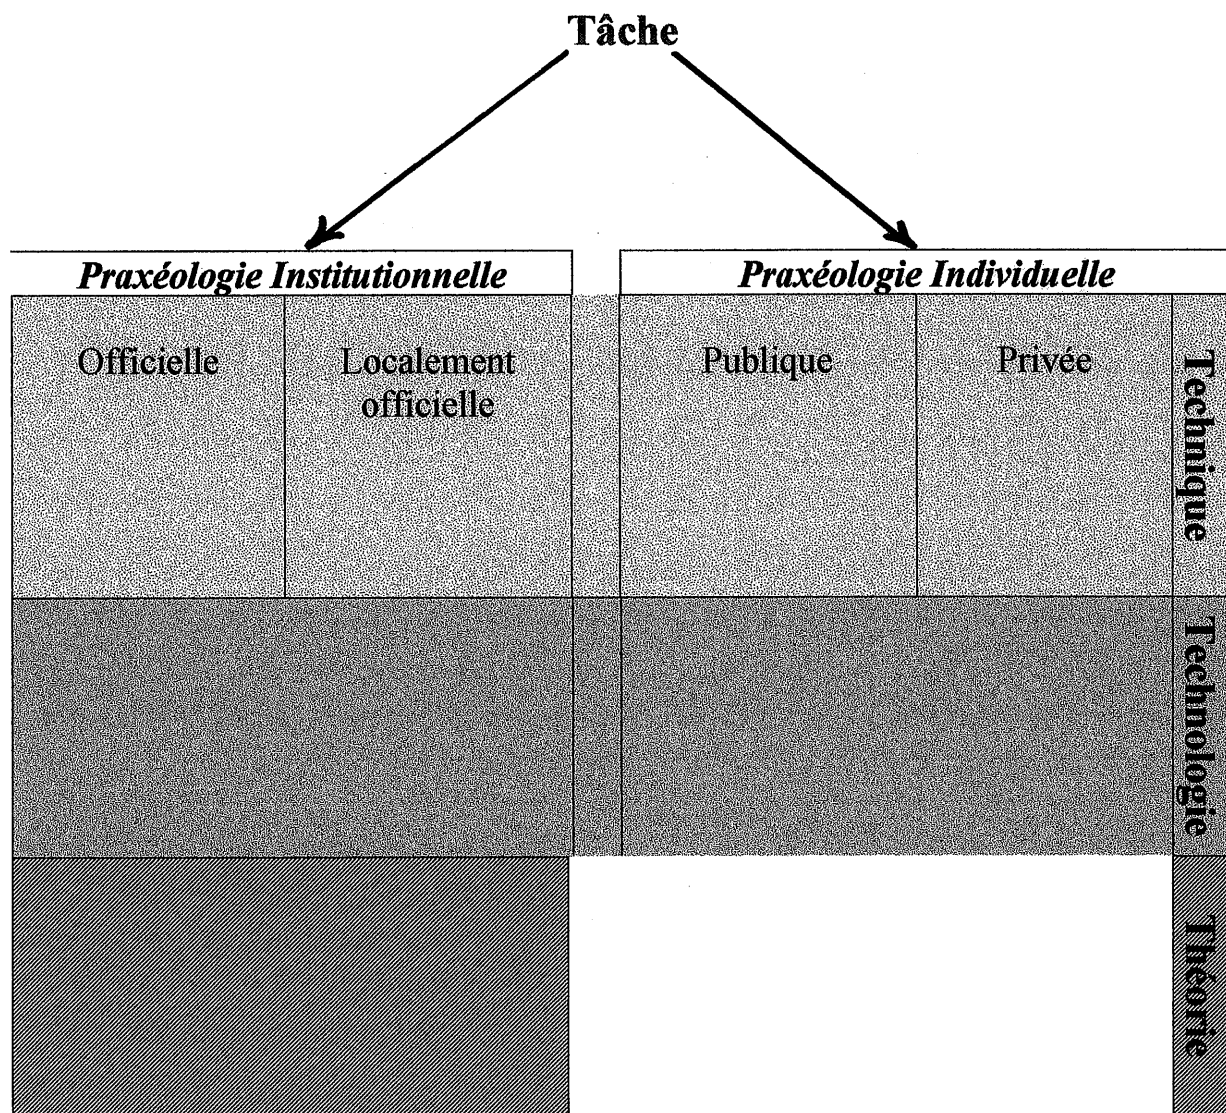 Tâche
Praxéologie Institutionnelle
Praxéologie Individuelle
Officielle
Localement
officielle
Publique
Privée
Technique
Technologie
Théorie